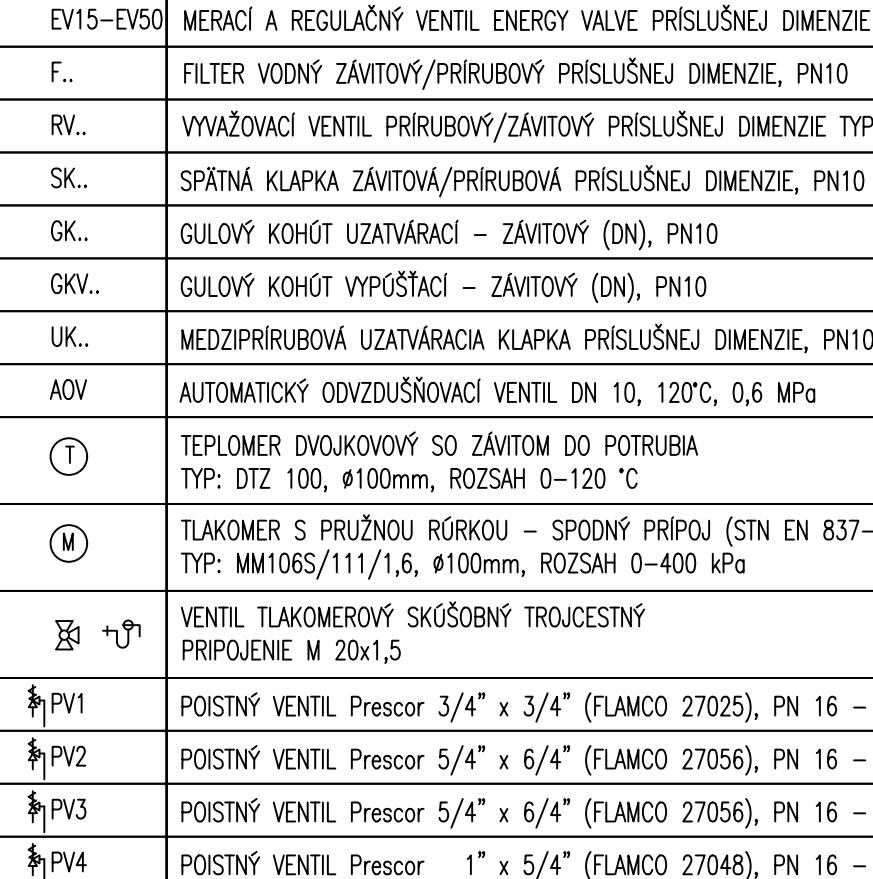 EV15-EV50 MERACÍ A REGULAČNÝ VENTIL ENERGY VALVE PRÍSLUŠNEJ DIMENZIE
F.. FILTER VODNÝ ZÁVITOVÝ/PRÍRUBOVÝ PRÍSLUŠNEJ DIMENZIE, PN10
RV.. VYVAŽOVACÍ VENTIL PRÍRUBOVÝ/ZÁVITOVÝ PRÍSLUŠNEJ DIMENZIE TYP
SK.. SPÄTNÁ KLAPKA ZÁVITOVÁ/PRÍRUBOVÁ PRÍSLUŠNEJ DIMENZIE, PN10
GK.. GULOVÝ KOHÚT UZATVÁRACÍ – ZÁVITOVÝ (DN), PN10
GKV.. GULOVÝ KOHÚT VYPÚŠŤACÍ – ZÁVITOVÝ (DN), PN10
UK.. MEDZIPRÍRUBOVÁ UZATVÁRACIA KLAPKA PRÍSLUŠNEJ DIMENZIE, PN10
AOV AUTOMATICKÝ ODVZDUŠŇOVACÍ VENTIL DN 10, 120°C, 0,6 MPa
T TEPLOMER DVOJKOVOVÝ SO ZÁVITOM DO POTRUBIA
TYP: DTZ 100, ø100mm, ROZSAH 0–120 °C
M TLAKOMER S PRUŽNOU RÚRKOU – SPODNÝ PRÍPOJ (STN EN 837–
TYP: MM106S/111/1,6, ø100mm, ROZSAH 0–400 kPa
VENTIL TLAKOMEROVÝ SKÚŠOBNÝ TROJCESTNÝ
PRIPOJENIE M 20x1,5
PV1 POISTNÝ VENTIL Prescor 3/4” x 3/4” (FLAMCO 27025), PN 16 –
PV2 POISTNÝ VENTIL Prescor 5/4” x 6/4” (FLAMCO 27056), PN 16 –
PV3 POISTNÝ VENTIL Prescor 5/4” x 6/4” (FLAMCO 27056), PN 16 –
PV4 POISTNÝ VENTIL Prescor 1” x 5/4” (FLAMCO 27048), PN 16 –